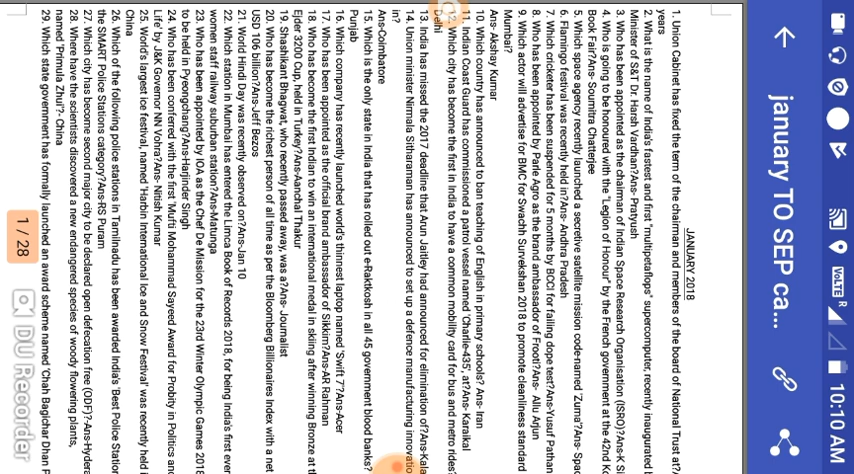 10:10 AM
VoLTE R
january TO SEP ca...
JANUARY 2018
1. Union Cabinet has fixed the term of the chairman and members of the board of National Trust at?
years
2. What is the name of India's fastest and first "multipetaflops" supercomputer, recently inaugurated
Minister of S&T Dr. Harsh Vardhan?Ans- Pratyush
3. Who has been appointed as the chairman of Indian Space Research Organisation (ISRO)?Ans-K Si
4. Who is going to be honoured with the "Legion of Honour" by the French government at the 42nd Ko
Book Fair?Ans- Soumitra Chatterjee
5. Which space agency recently launched a secretive satellite mission code-named 'Zuma'?Ans- Spac
6. Flamingo festival was recently held in?Ans- Andhra Pradesh
7. Which cricketer has been suspended for 5 months by BCCI for failing dope test?Ans-Yusuf Pathan
8. Who has been appointed by Parle Agro as the brand ambassador of Frooti?Ans- Allu Arjun
9. Which actor will advertise for BMC for Swachh Survekshan 2018 to promote cleanliness standard
Mumbai?
Ans- Akshay Kumar
10. Which country has announced to ban teaching of English in primary schools? Ans- Iran
11. Indian Coast Guard has commissioned a patrol vessel named 'Charlie-435', at?Ans- Karaikal
12. Which city has become the first in India to have a common mobility card for bus and metro rides?
Delhi
13. India has missed the 2017 deadline that Arun Jaitley had announced for elimination of?Ans-Kala
14. Union minister Nirmala Sitharaman has announced to set up a defence manufacturing innovatio
in?
Ans-Coimbatore
15. Which is the only state in India that has rolled out e-RaktKosh in all 45 government blood banks?
Punjab
16. Which company has recently launched world's thinnest laptop named 'Swift 7'?Ans-Acer
17. Who has been appointed as the official brand ambassador of Sikkim?Ans-AR Rahman
18. Who has become the first Indian to win an international medal in skiing after winning Bronze at t
Ejder 3200 Cup, held in Turkey?Ans-Aanchal Thakur
19. Shashikant Bhagwat, who recently passed away, was a?Ans- Journalist
20. Who has become the richest person of all time as per the Bloomberg Billionaires Index with a net
USD 106 billion?Ans-Jeff Bezos
21. World Hindi Day was recently observed on?Ans-Jan 10
22. Which station in Mumbai has entered the Limca Book of Records 2018, for being India's first ever
women staff railway suburban station?Ans-Matunga
23. Who has been appointed by IOA as the Chef De Mission for the 23rd Winter Olympic Games 2018
to be held in Pyeongchang?Ans-Harjinder Singh
24. Who has been conferred with the first 'Mufti Mohammad Sayeed Award for Probity in Politics an
Life' by J&K Governor NN Vohra?Ans- Nitish Kumar
25. World's largest ice festival, named 'Harbin International Ice and Snow Festival' was recently held i
China
26. Which of the following police stations in Tamilnadu has been awarded India's 'Best Police Station
the SMART Police Stations category?Ans-RS Puram
27. Which city has become second major city to be declared open defecation free (ODF)?-Ans-Hydera
28. Where have the scientists discovered a new endangered species of woody flowering plants,
named 'Primula Zhui'?- China
29. Which state government has formally launched an award scheme named 'Chah Bagichar Dhan P
1 / 28
DU Recorder